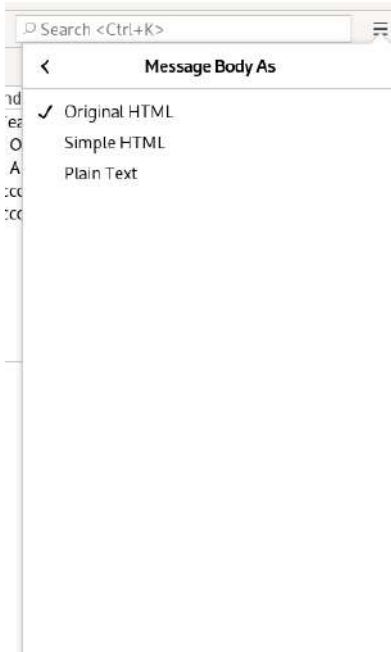 Search <Ctrl+K>
Message Body As
Original HTML
Simple HTML
Plain Text